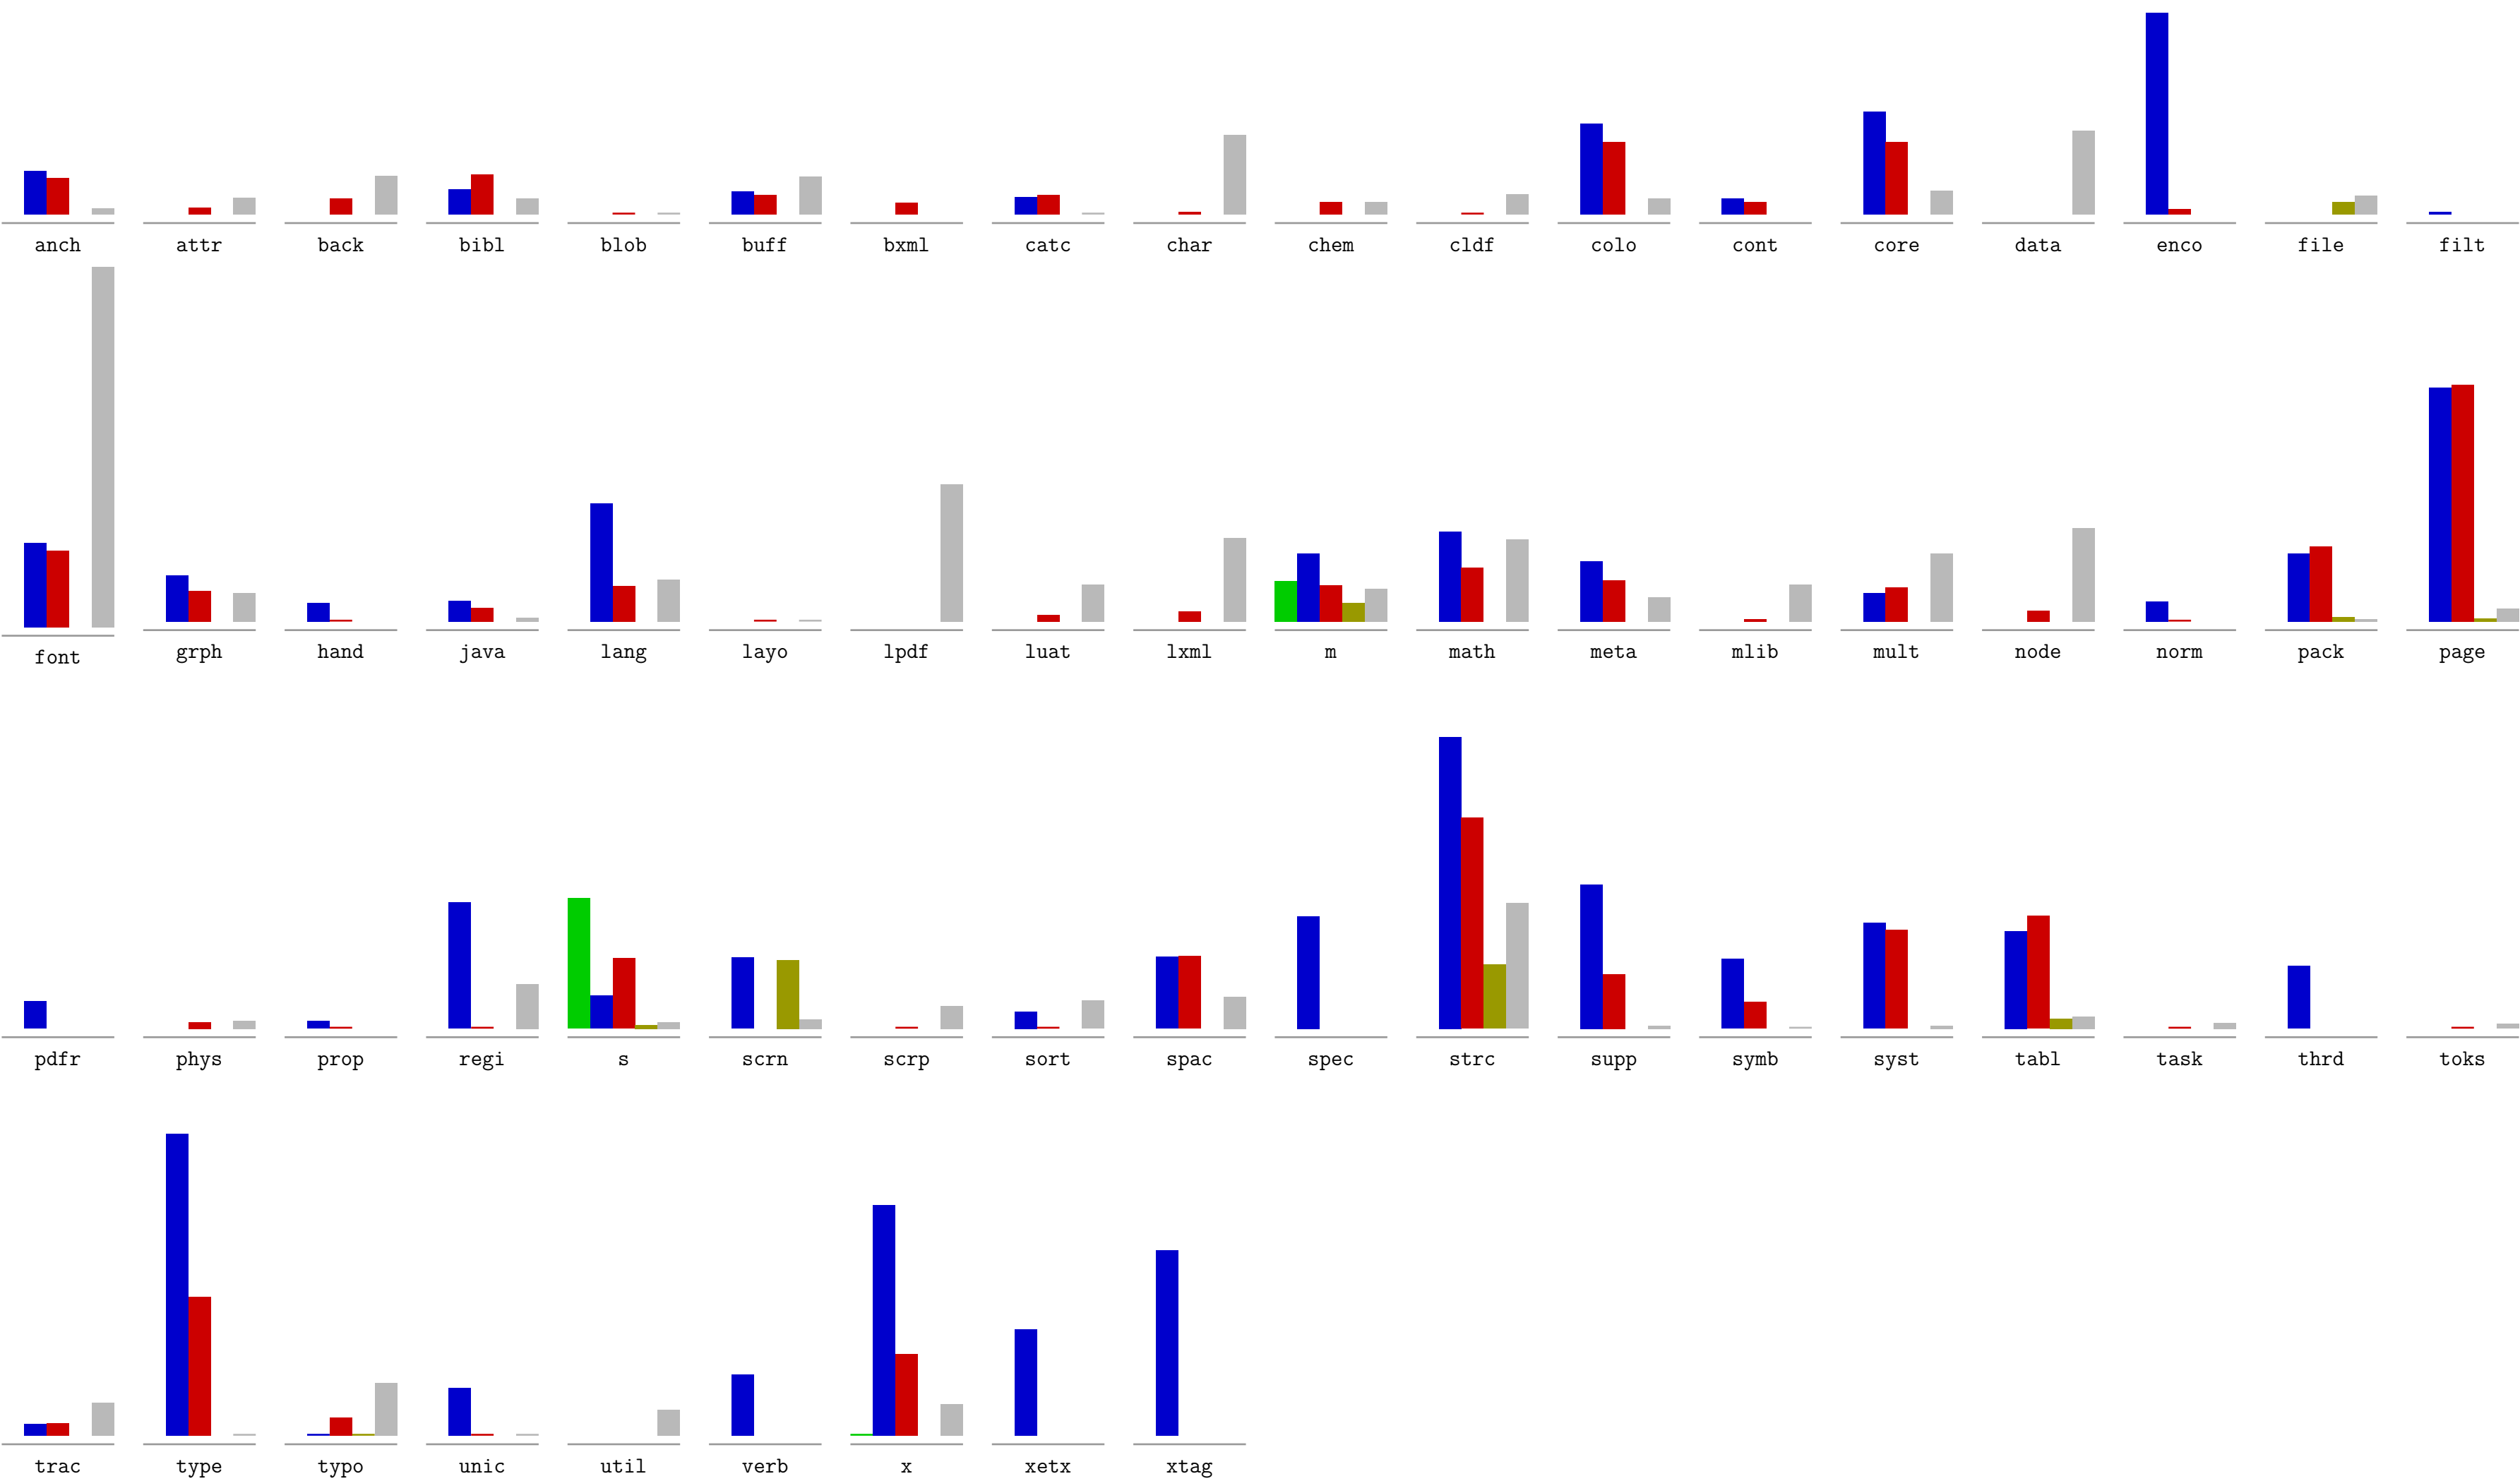 anch attr back bibl blob buff bxml catc char chem cldf colo cont core data enco file filt
font grph hand java lang layo lpdf luat lxml m math meta mlib mult node norm pack page
pdfr phys prop regi s scrn scrp sort spac spec strc supp symb syst tabl task thrd toks
trac type typo unic util verb x xetx xtag